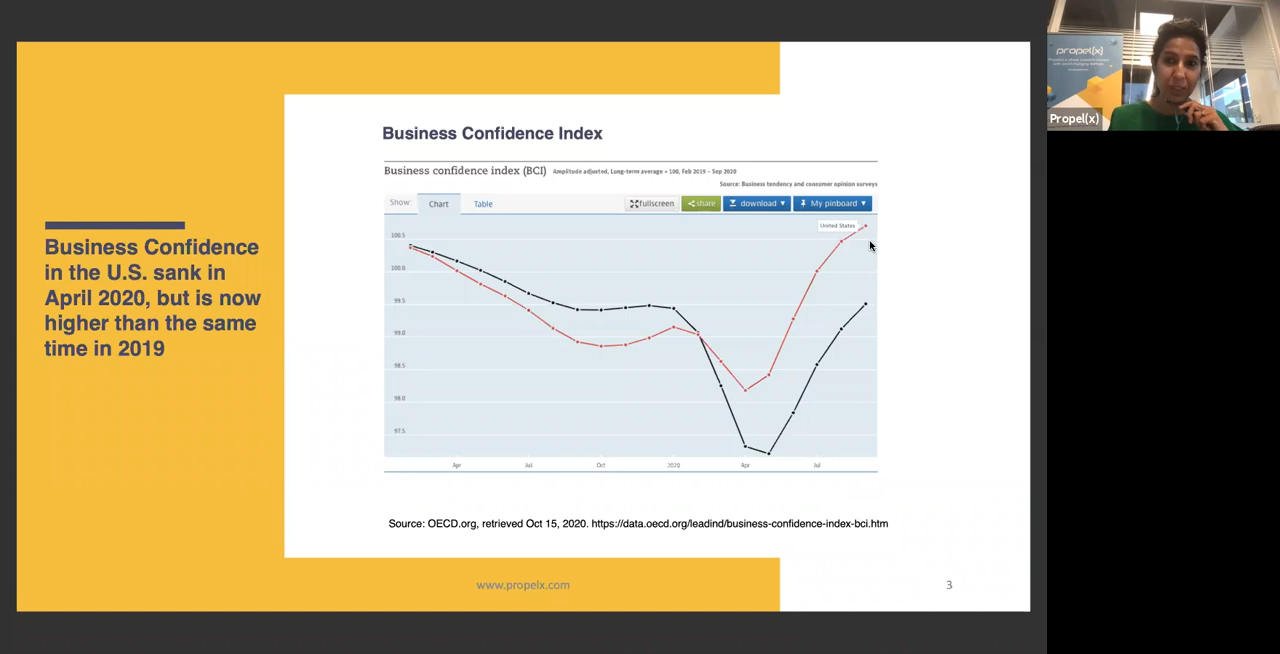 propel(x)
Propel(x)
Business Confidence Index
Business confidence index (BCI) Amplitude adjusted, Long-term average = 100, Feb 2019 – Sep 2020
Source: Business tendency and consumer opinion surveys
Show: Chart Table fullscreen share download ▼ My pinboard ▼
United States
100.5
100.0
99.5
99.0
98.5
98.0
97.5
Apr Jul Oct 2020 Apr Jul
Business Confidence
in the U.S. sank in
April 2020, but is now
higher than the same
time in 2019
Source: OECD.org, retrieved Oct 15, 2020. https://data.oecd.org/leadind/business-confidence-index-bci.htm
www.propelx.com
3